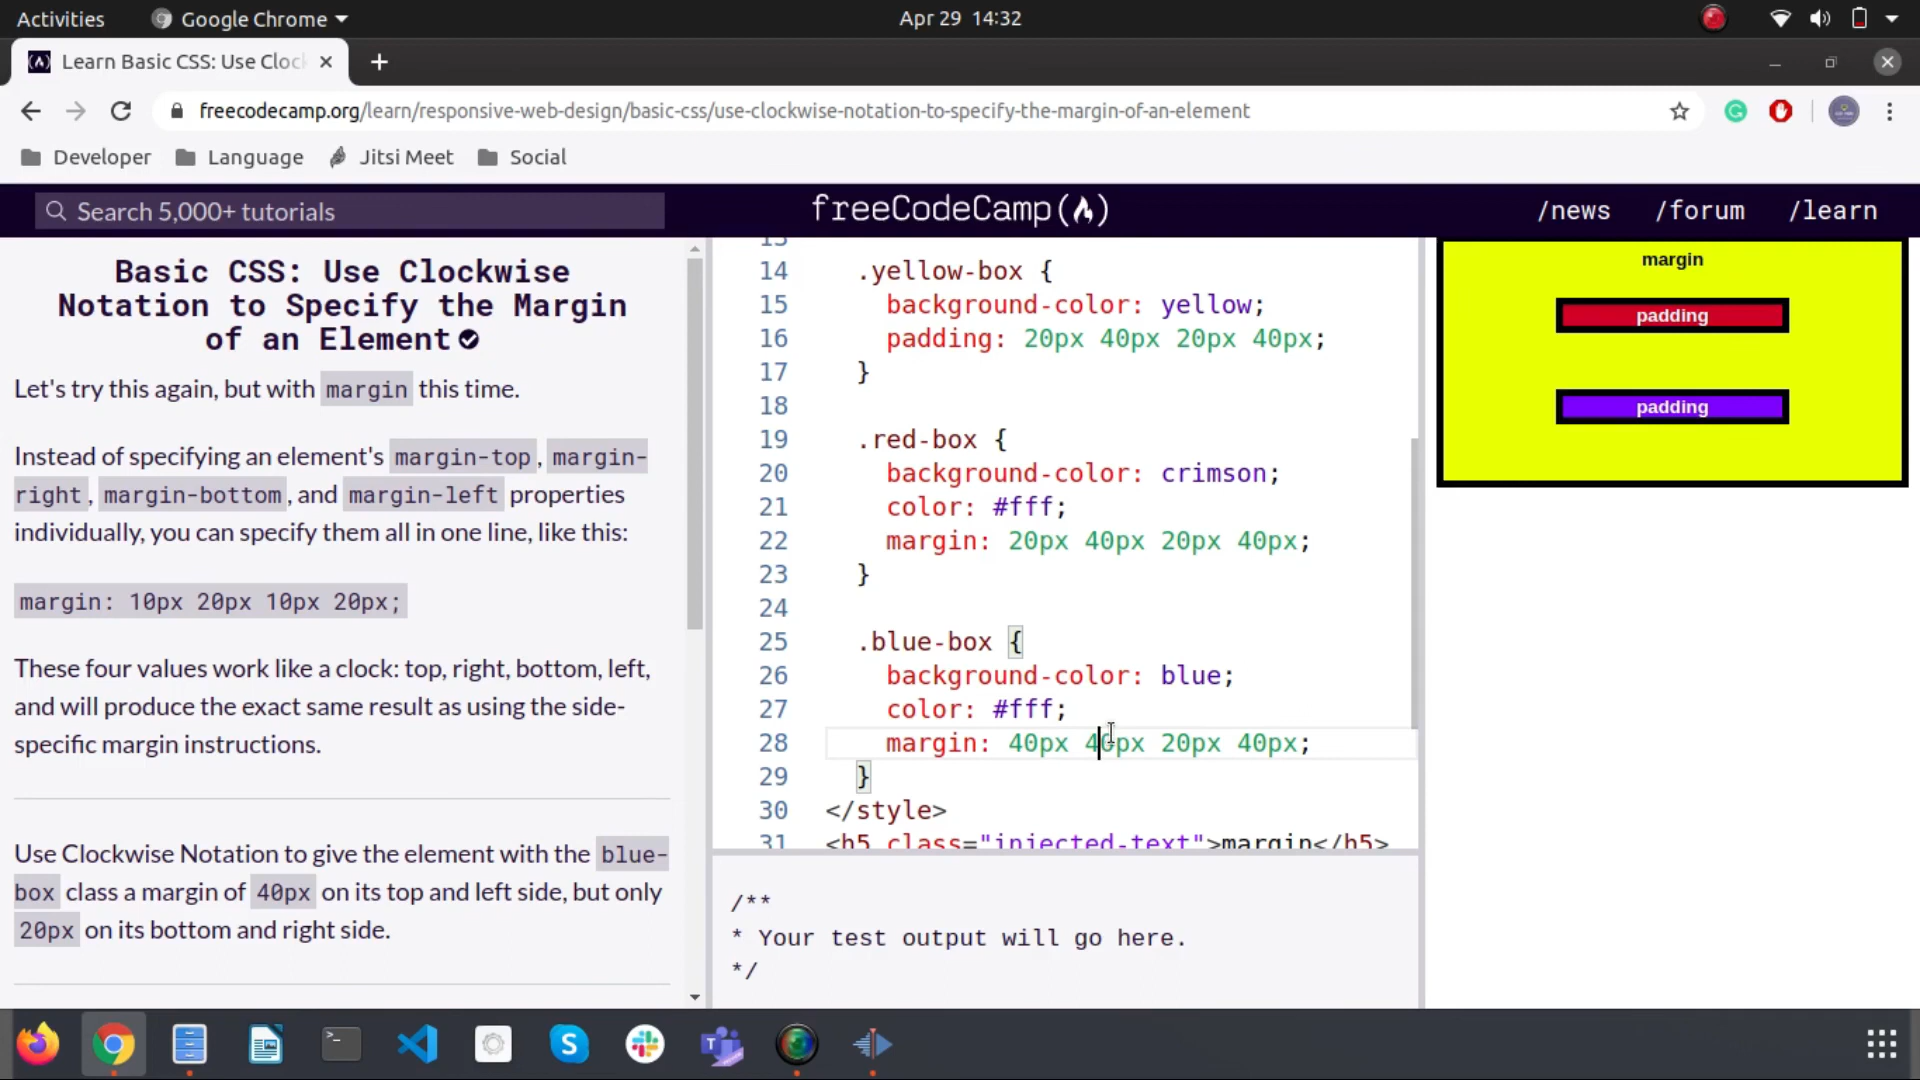 Activities
Google Chrome
Apr 29 14:32
Learn Basic CSS: Use Cloc
freecodecamp.org/learn/responsive-web-design/basic-css/use-clockwise-notation-to-specify-the-margin-of-an-element
Developer
Language
Jitsi Meet
Social
Search 5,000+ tutorials
freeCodeCamp
/news
/forum
/learn
Basic CSS: Use Clockwise
Notation to Specify the Margin
of an Element
Let's try this again, but with margin this time.
Instead of specifying an element's margin-top, margin-
right, margin-bottom, and margin-left properties
individually, you can specify them all in one line, like this:
margin: 10px 20px 10px 20px;
These four values work like a clock: top, right, bottom, left,
and will produce the exact same result as using the side-
specific margin instructions.
Use Clockwise Notation to give the element with the blue-
box class a margin of 40px on its top and left side, but only
20px on its bottom and right side.
13
14 .yellow-box {
15 background-color: yellow;
16 padding: 20px 40px 20px 40px;
17 }
18
19 .red-box {
20 background-color: crimson;
21 color: #fff;
22 margin: 20px 40px 20px 40px;
23 }
24
25 .blue-box {
26 background-color: blue;
27 color: #fff;
28 margin: 40px 40px 20px 40px;
29 }
30 </style>
31 <h5 class="injected-text">margin</h5>
/**
* Your test output will go here.
*/
margin
padding
padding